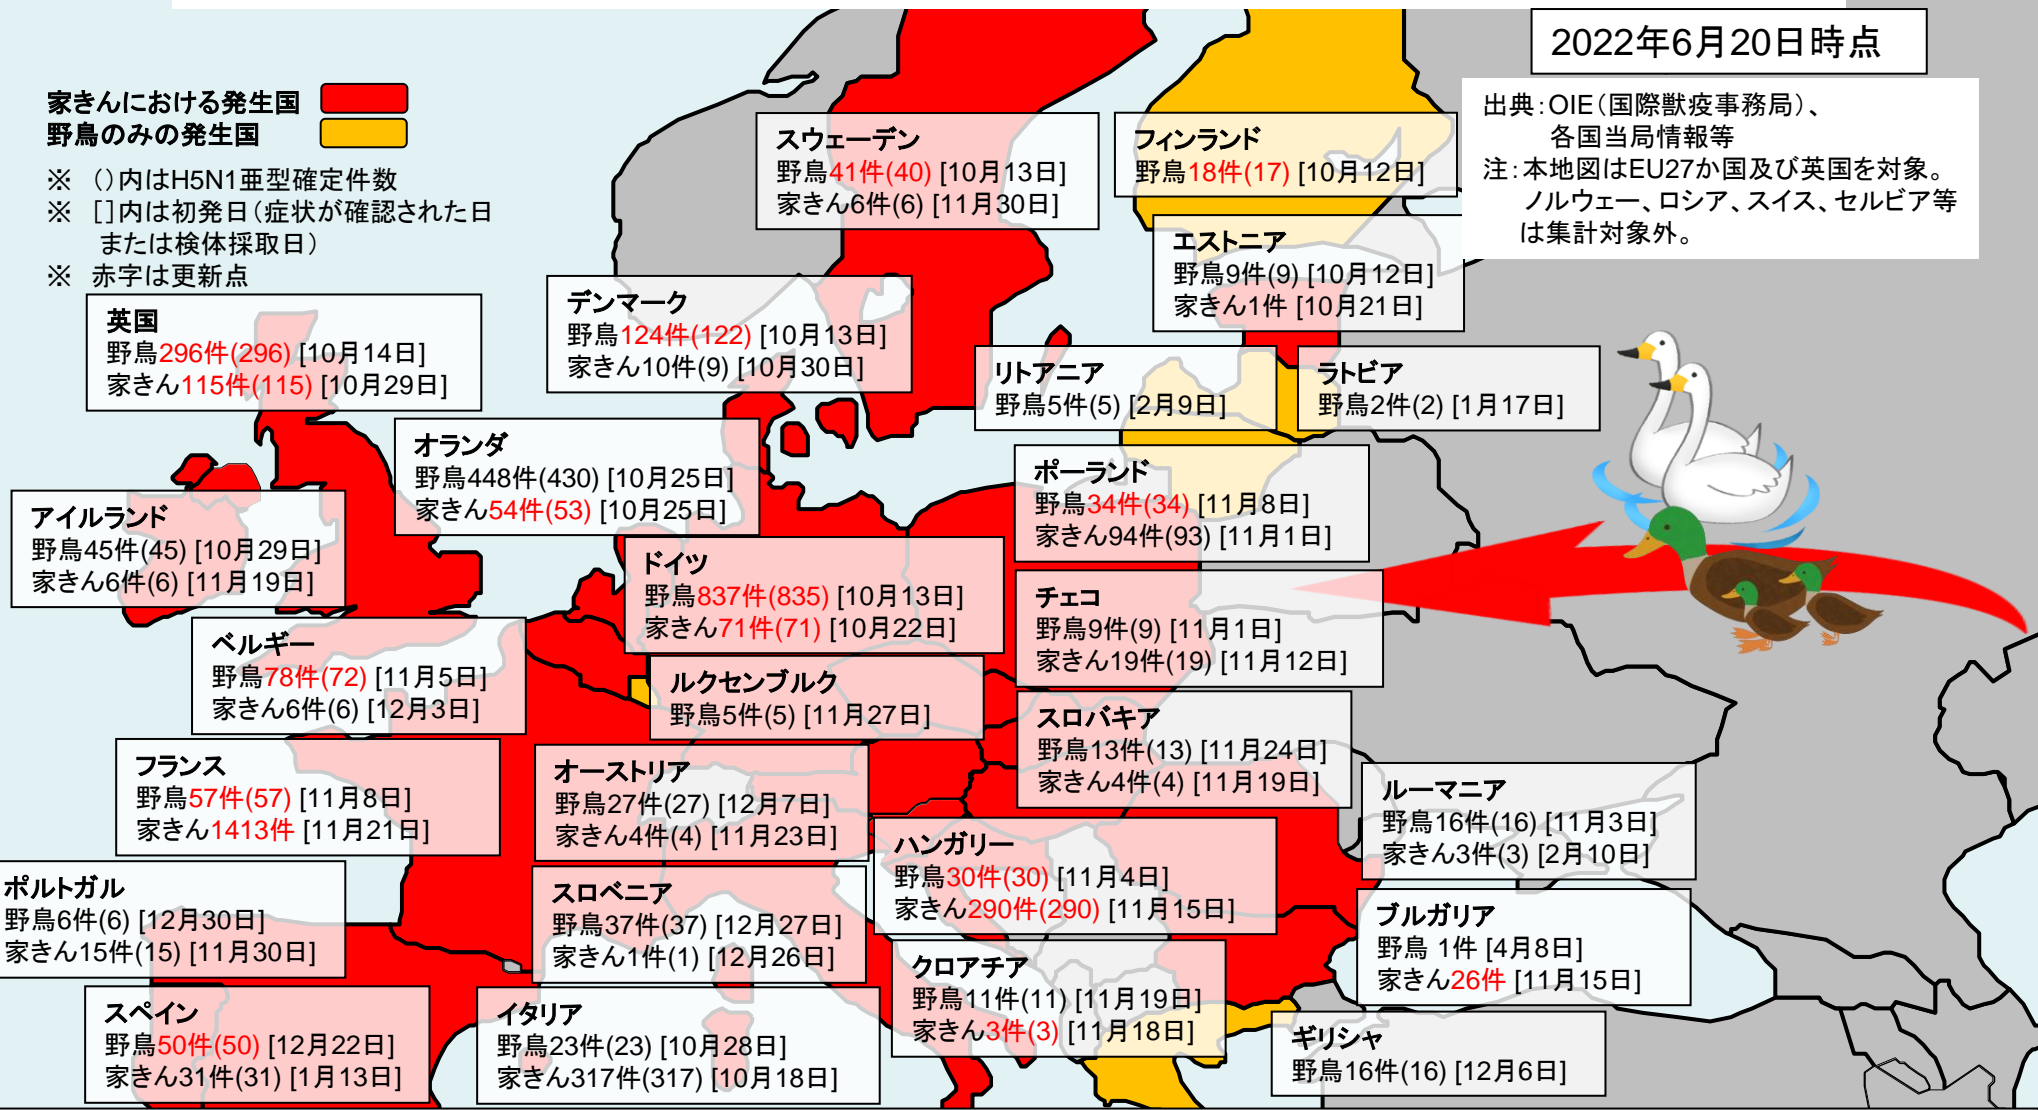 2022年6月20日時点
家きんにおける発生国
野鳥のみの発生国
※ ()内はH5N1亜型確定件数
※ []内は初発日(症状が確認された日
または検体採取日)
※ 赤字は更新点
出典:OIE(国際獣疫事務局)、
各国当局情報等
注:本地図はEU27か国及び英国を対象。
ノルウェー、ロシア、スイス、セルビア等
は集計対象外。
スウェーデン
野鳥41件(40) [10月13日]
家きん6件(6) [11月30日]
フィンランド
野鳥18件(17) [10月12日]
エストニア
野鳥9件(9) [10月12日]
家きん1件 [10月21日]
英国
野鳥296件(296) [10月14日]
家きん115件(115) [10月29日]
デンマーク
野鳥124件(122) [10月13日]
家きん10件(9) [10月30日]
リトアニア
野鳥5件(5) [2月9日]
ラトビア
野鳥2件(2) [1月17日]
オランダ
野鳥448件(430) [10月25日]
家きん54件(53) [10月25日]
ポーランド
野鳥34件(34) [11月8日]
家きん94件(93) [11月1日]
アイルランド
野鳥45件(45) [10月29日]
家きん6件(6) [11月19日]
ドイツ
野鳥837件(835) [10月13日]
家きん71件(71) [10月22日]
チェコ
野鳥9件(9) [11月1日]
家きん19件(19) [11月12日]
ベルギー
野鳥78件(72) [11月5日]
家きん6件(6) [12月3日]
ルクセンブルク
野鳥5件(5) [11月27日]
スロバキア
野鳥13件(13) [11月24日]
家きん4件(4) [11月19日]
フランス
野鳥57件(57) [11月8日]
家きん1413件 [11月21日]
オーストリア
野鳥27件(27) [12月7日]
家きん4件(4) [11月23日]
ルーマニア
野鳥16件(16) [11月3日]
家きん3件(3) [2月10日]
ハンガリー
野鳥30件(30) [11月4日]
家きん290件(290) [11月15日]
ポルトガル
野鳥6件(6) [12月30日]
家きん15件(15) [11月30日]
スロベニア
野鳥37件(37) [12月27日]
家きん1件(1) [12月26日]
ブルガリア
野鳥 1件 [4月8日]
家きん26件 [11月15日]
クロアチア
野鳥11件(11) [11月19日]
家きん3件(3) [11月18日]
スペイン
野鳥50件(50) [12月22日]
家きん31件(31) [1月13日]
イタリア
野鳥23件(23) [10月28日]
家きん317件(317) [10月18日]
ギリシャ
野鳥16件(16) [12月6日]